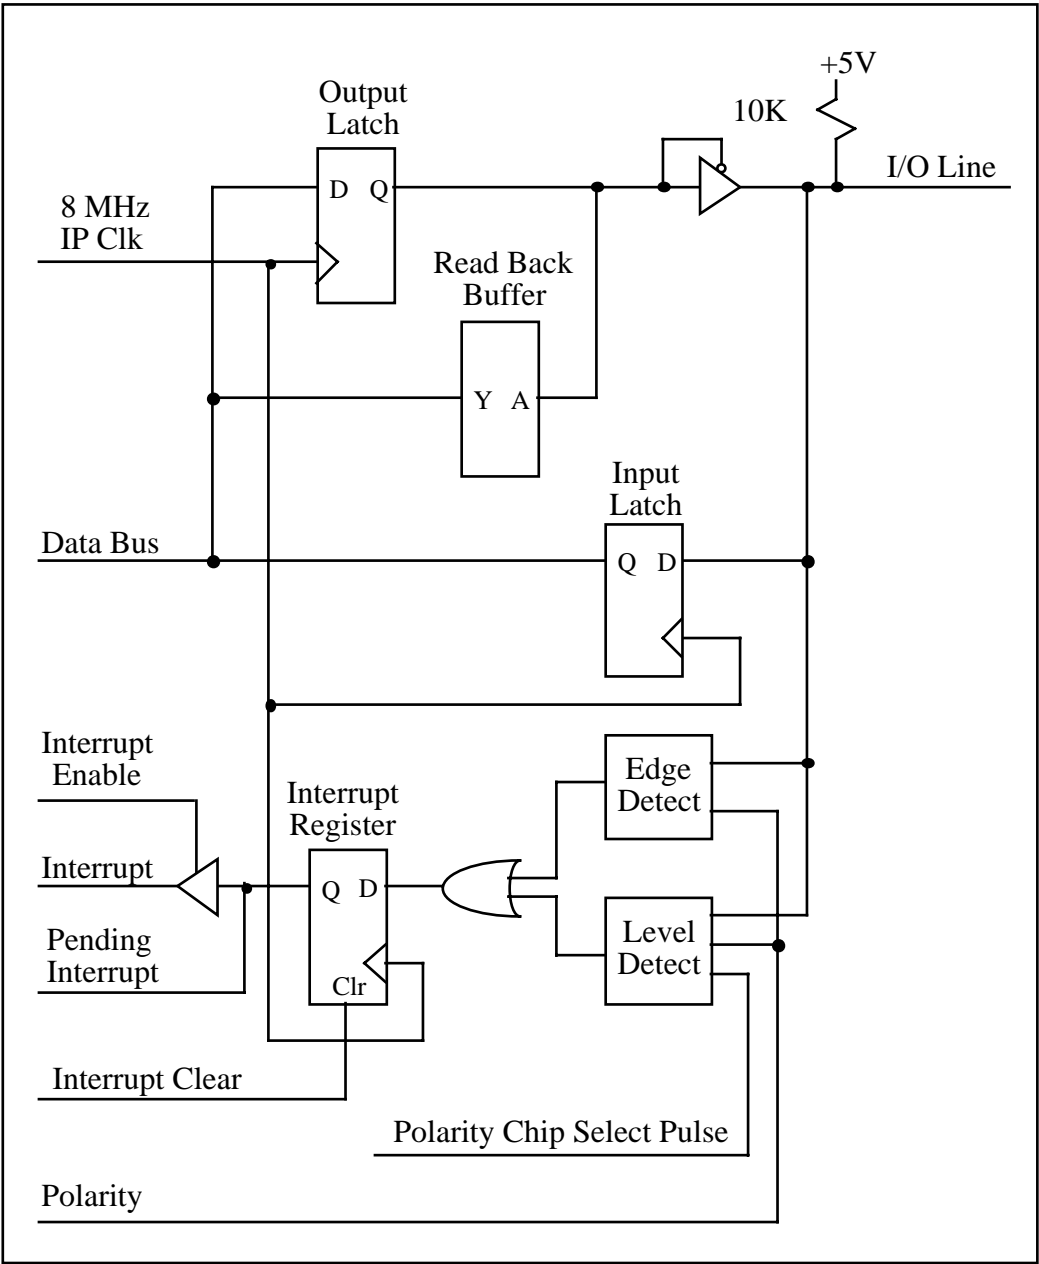 +5V
Output
Latch
10K
D Q
I/O Line
8 MHz
IP Clk
Read Back
Buffer
Y A
Input
Latch
Data Bus
Q D
Interrupt
Enable
Edge
Detect
Interrupt
Register
Interrupt
Q D
Level
Detect
Pending
Interrupt
Clr
Interrupt Clear
Polarity Chip Select Pulse
Polarity